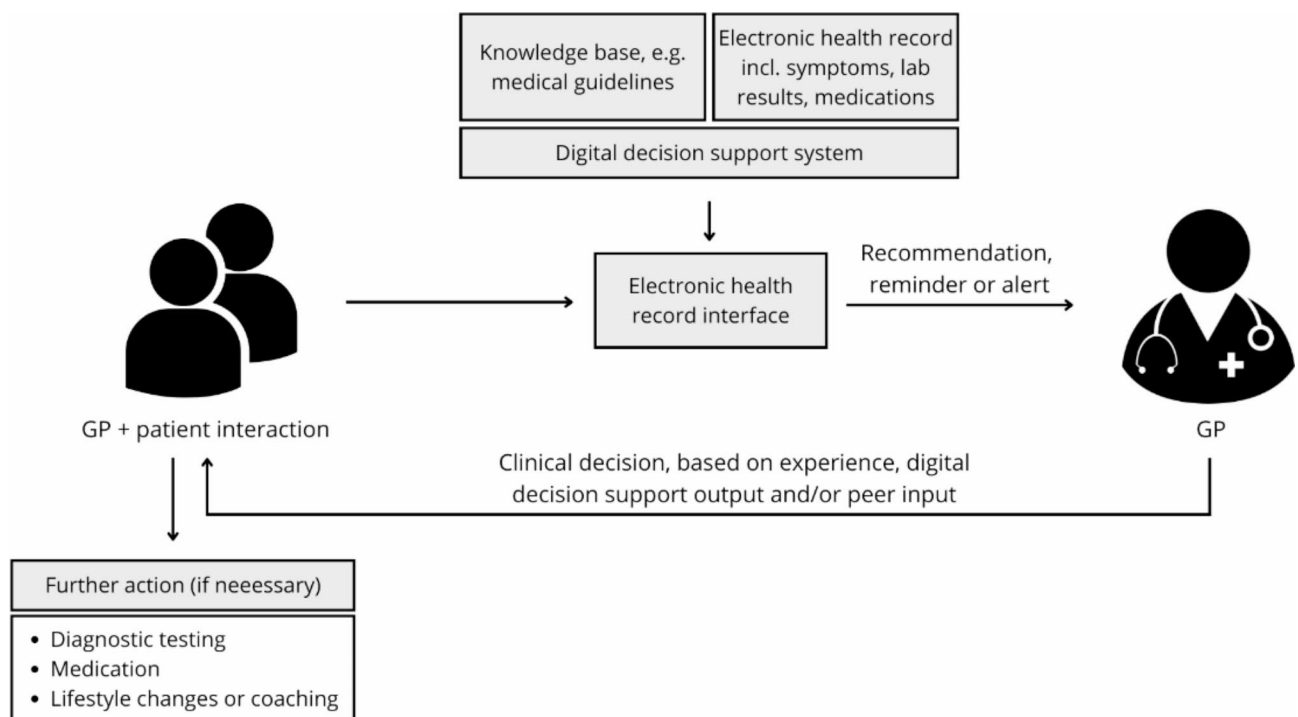 Knowledge base, e.g.
medical guidelines
Electronic health record
incl. symptoms, lab
results, medications
Digital decision support system
Electronic health
record interface
Recommendation,
reminder or alert
GP + patient interaction
GP
Clinical decision, based on experience, digital
decision support output and/or peer input
Further action (if neeessary)
• Diagnostic testing
• Medication
• Lifestyle changes or coaching